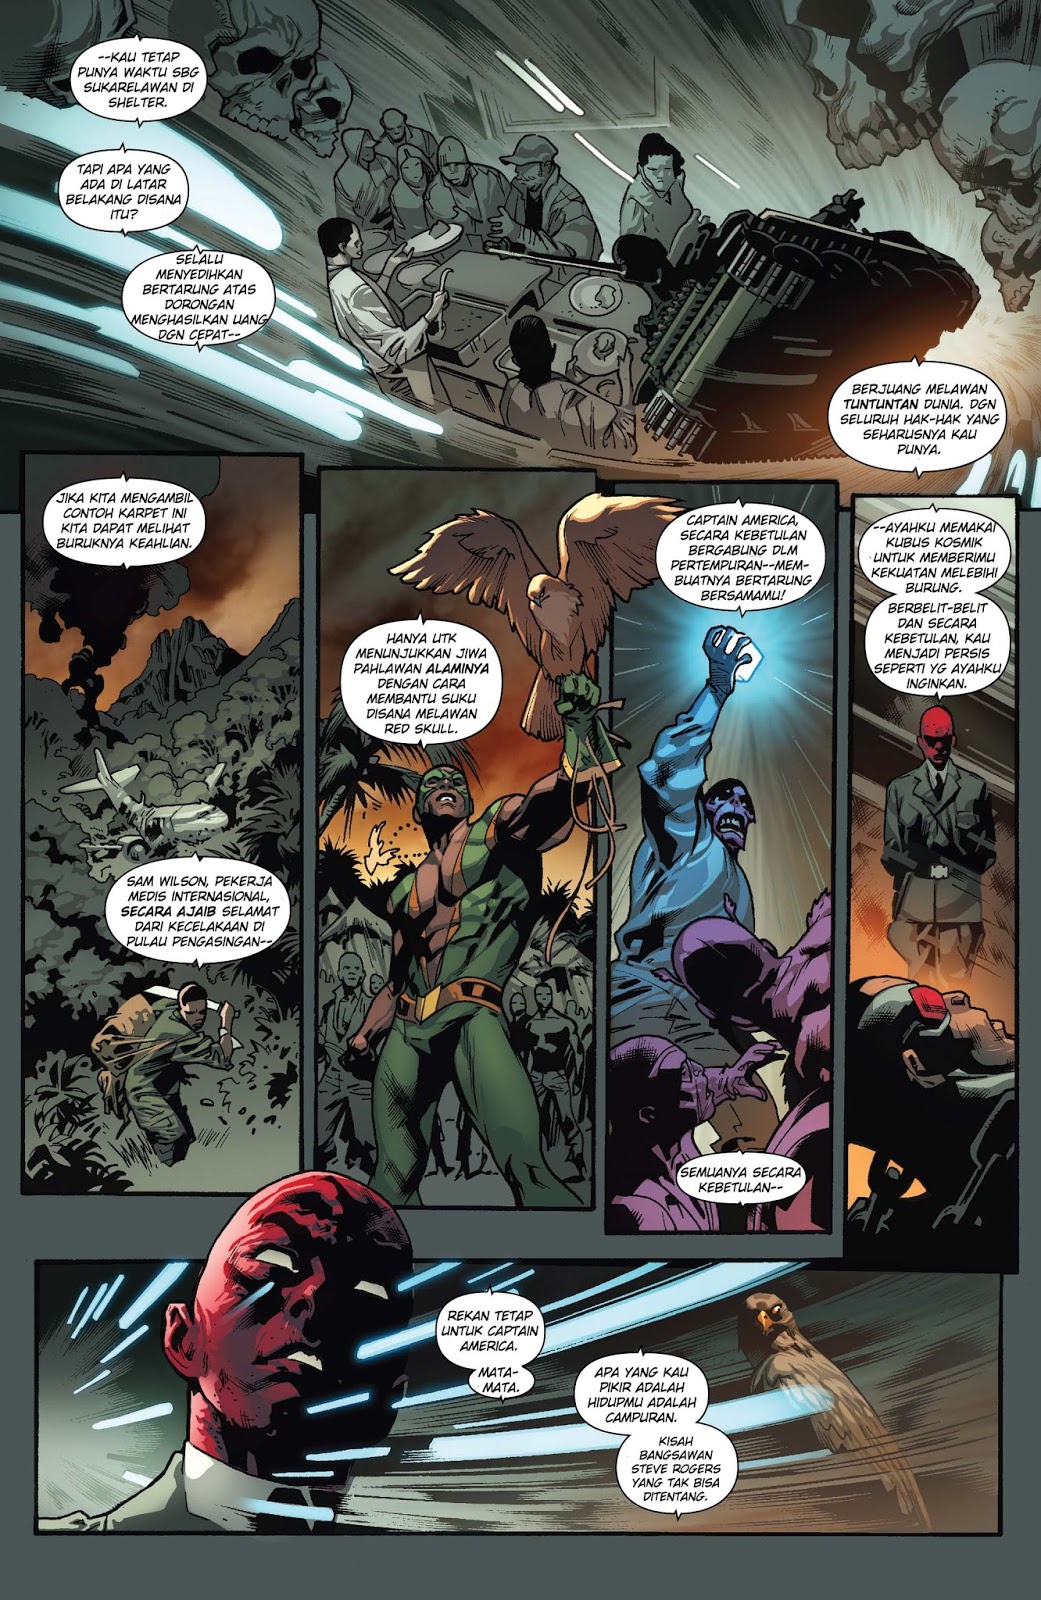 --KAU TETAP
PUNYA WAKTU SBG
SUKARELAWAN DI
SHELTER.
TAPI APA YANG
ADA DI LATAR
BELAKANG DISANA
ITU?
SELALU
MENYEDIHKAN
BERTARUNG ATAS
DORONGAN
MENGHASILKAN UANG
DGN CEPAT--
BERJUANG MELAWAN
TUNTUNTAN DUNIA. DGN
SELURUH HAK-HAK YANG
SEHARUSNYA KAU
PUNYA.
JIKA KITA MENGAMBIL
CONTOH KARPET INI
KITA DAPAT MELIHAT
BURUKNYA KEAHLIAN.
SAM WILSON, PEKERJA
MEDIS INTERNASIONAL,
SECARA AJAIB SELAMAT
DARI KECELAKAAN DI
PULAU PENGASINGAN--
HANYA UTK
MENUNJUKKAN JIWA
PAHLAWAN ALAMINYA
DENGAN CARA
MEMBANTU SUKU
DISANA MELAWAN
RED SKULL.
CAPTAIN AMERICA,
SECARA KEBETULAN
BERGABUNG DLM
PERTEMPURAN--MEM-
BUATNYA BERTARUNG
BERSAMAMU!
SEMUANYA SECARA
KEBETULAN--
--AYAHKU MEMAKAI
KUBUS KOSMIK
UNTUK MEMBERIMU
KEKUATAN MELEBIHI
BURUNG.
BERBELIT-BELIT
DAN SECARA
KEBETULAN, KAU
MENJADI PERSIS
SEPERTI YG AYAHKU
INGINKAN.
REKAN TETAP
UNTUK CAPTAIN
AMERICA.
MATA-
MATA.
APA YANG KAU
PIKIR ADALAH
HIDUPMU ADALAH
CAMPURAN.
KISAH
BANGSAWAN
STEVE ROGERS
YANG TAK BISA
DITENTANG.